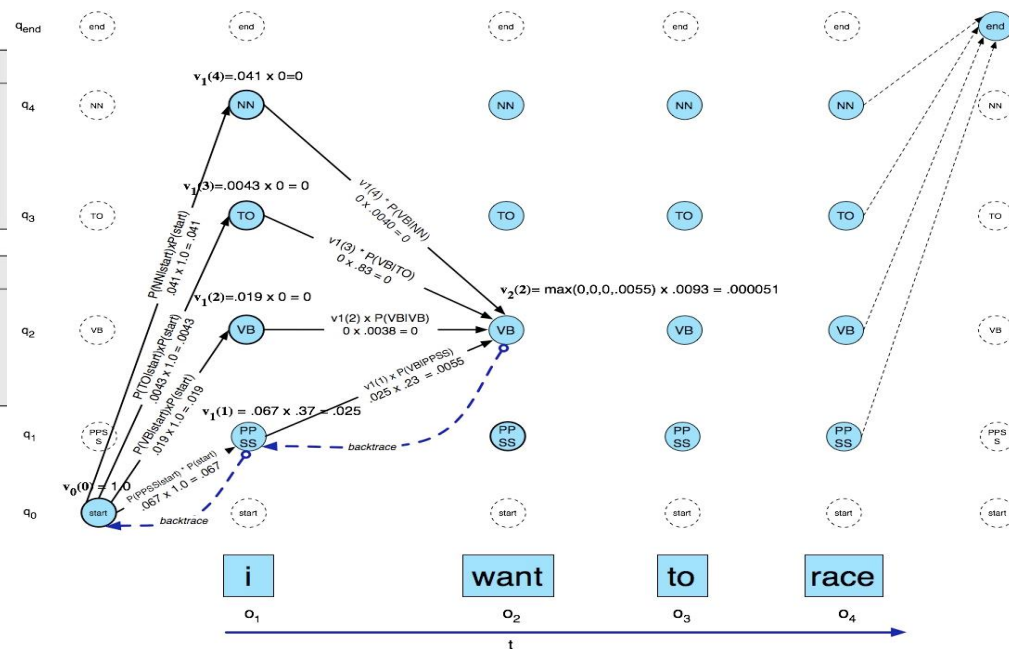 q end
end
end
end
end
end
end
v1(4)=.041 x 0=0
q4
NN
NN
NN
NN
NN
NN
v1(4) * P(VB|NN)
0 x .0040 = 0
v1(3)=.0043 x 0 = 0
q3
TO
TO
TO
TO
TO
TO
P(NN|start)xP(start)
.041 x 1.0 = .041
v1(3) * P(VB|TO)
0 x .83 = 0
v1(2)=.019 x 0 = 0
v2(2)= max(0,0,0,.0055) x .0093 = .000051
q2
VB
VB
VB
VB
VB
VB
v1(2) x P(VB|VB)
0 x .0038 = 0
P(TO|start)xP(start)
.0043 x 1.0 = .0043
P(VB|start)xP(start)
.019 x 1.0 = .019
v1(1) x P(VB|PPSS)
.025 x .23 = .0055
v1(1) = .067 x .37 = .025
q1
PPS
S
PP
SS
PP
SS
PP
SS
PP
SS
PPS
S
backtrace
P(PPSS|start) * P(start)
.067 x 1.0 = .067
v0(0) = 1.0
q0
start
start
start
start
start
start
backtrace
i
want
to
race
o1
o2
o3
o4
t